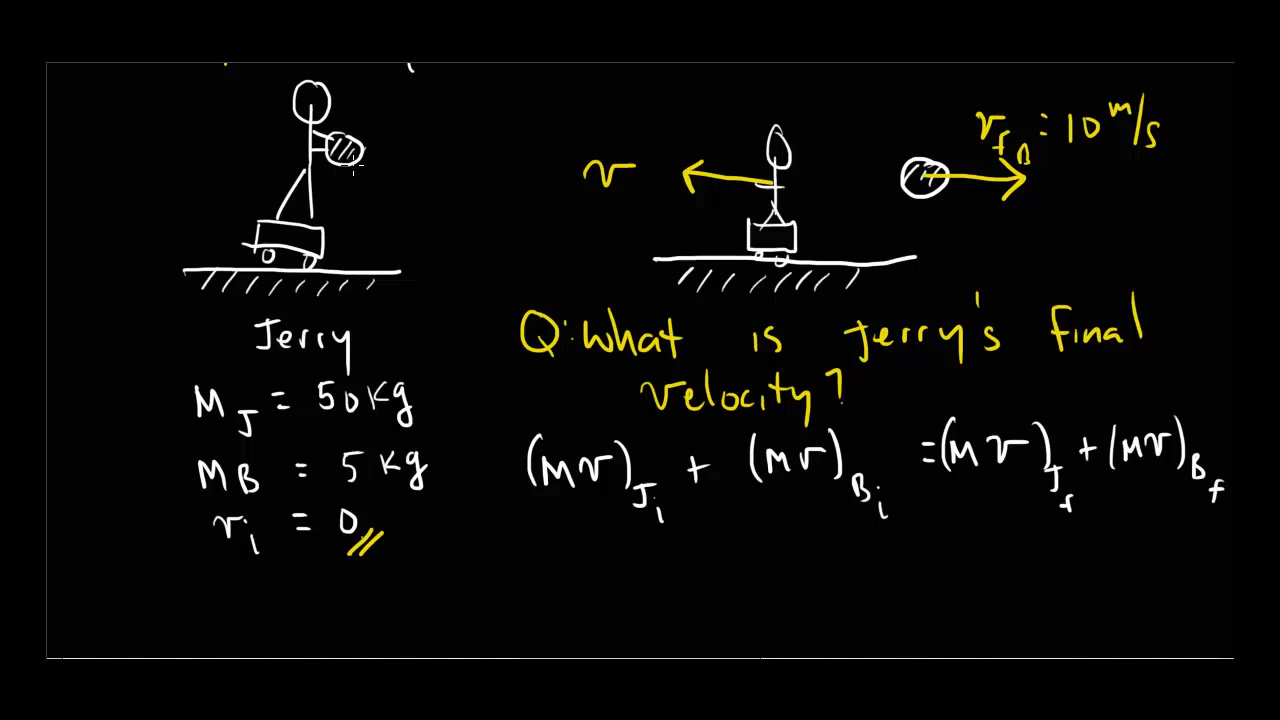 v
v_fB = 10 m/s
Jerry
M_J = 50 kg
MB = 5 kg
v_i = 0
Q: What is Jerry's final
velocity?
(Mv)_Ji + (Mv)_Bi = (Mv)_Jf + (Mv)_Bf